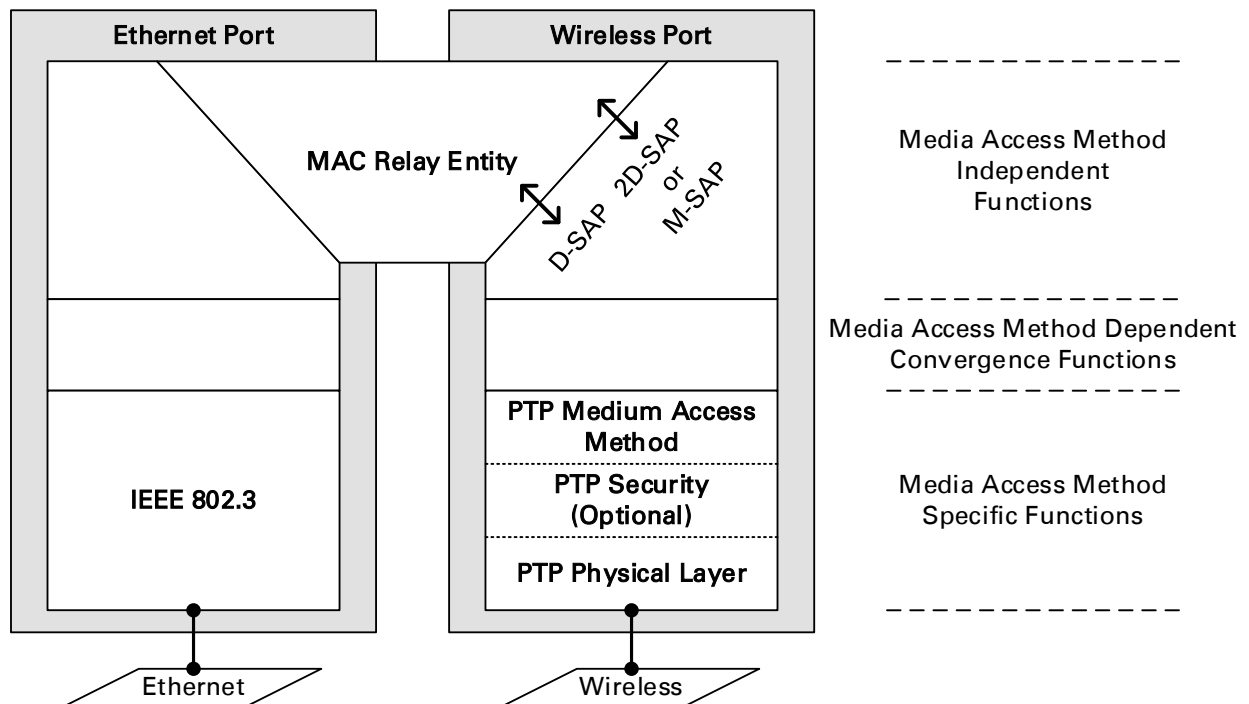 Ethernet Port
Wireless Port
MAC Relay Entity
D-SAP
2D-SAP
or
M-SAP
Media Access Method
Independent
Functions
Media Access Method Dependent
Convergence Functions
IEEE 802.3
PTP Medium Access
Method
PTP Security
(Optional)
PTP Physical Layer
Media Access Method
Specific Functions
Ethernet
Wireless